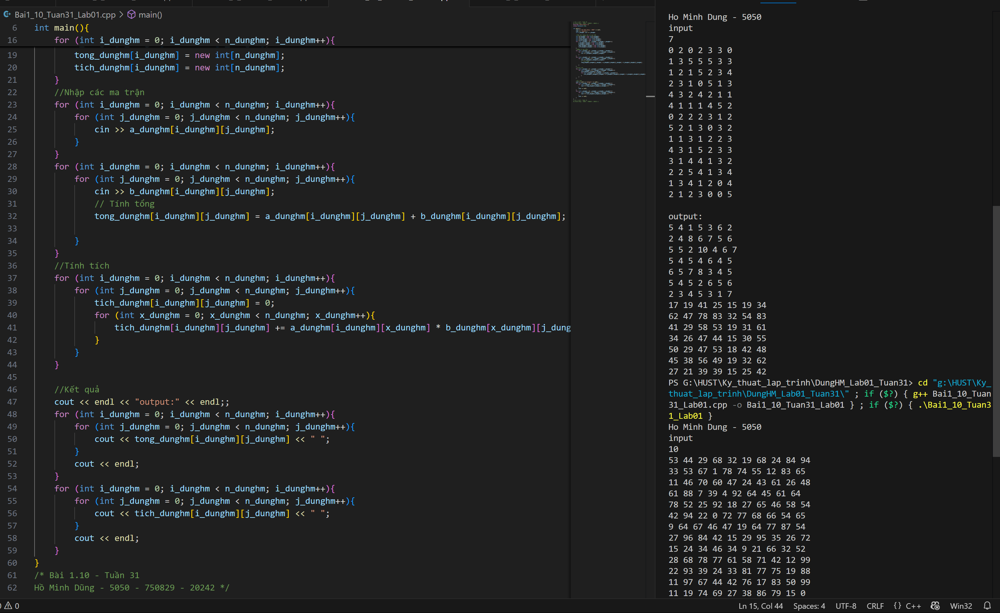 Bai1_10_Tuan31_Lab01.cpp > main()
6 int main(){
16 for (int i_dunghm = 0; i_dunghm < n_dunghm; i_dunghm++){
19 tong_dunghm[i_dunghm] = new int[n_dunghm];
20 tich_dunghm[i_dunghm] = new int[n_dunghm];
21 }
22 //Nhập các ma trận
23 for (int i_dunghm = 0; i_dunghm < n_dunghm; i_dunghm++){
24 for (int j_dunghm = 0; j_dunghm < n_dunghm; j_dunghm++){
25 cin >> a_dunghm[i_dunghm][j_dunghm];
26 }
27 }
28 for (int i_dunghm = 0; i_dunghm < n_dunghm; i_dunghm++){
29 for (int j_dunghm = 0; j_dunghm < n_dunghm; j_dunghm++){
30 cin >> b_dunghm[i_dunghm][j_dunghm];
31 // Tính tổng
32 tong_dunghm[i_dunghm][j_dunghm] = a_dunghm[i_dunghm][j_dunghm] + b_dunghm[i_dunghm][j_dunghm];
33
34 }
35 }
36 //Tính tích
37 for (int i_dunghm = 0; i_dunghm < n_dunghm; i_dunghm++){
38 for (int j_dunghm = 0; j_dunghm < n_dunghm; j_dunghm++){
39 tich_dunghm[i_dunghm][j_dunghm] = 0;
40 for (int x_dunghm = 0; x_dunghm < n_dunghm; x_dunghm++){
41 tich_dunghm[i_dunghm][j_dunghm] += a_dunghm[i_dunghm][x_dunghm] * b_dunghm[x_dunghm][j_dung
42 }
43 }
44 }
45
46 //Kết quả
47 cout << endl << "output:" << endl;;
48 for (int i_dunghm = 0; i_dunghm < n_dunghm; i_dunghm++){
49 for (int j_dunghm = 0; j_dunghm < n_dunghm; j_dunghm++){
50 cout << tong_dunghm[i_dunghm][j_dunghm] << " ";
51 }
52 cout << endl;
53 }
54 for (int i_dunghm = 0; i_dunghm < n_dunghm; i_dunghm++){
55 for (int j_dunghm = 0; j_dunghm < n_dunghm; j_dunghm++){
56 cout << tich_dunghm[i_dunghm][j_dunghm] << " ";
57 }
58 cout << endl;
59 }
60 }
61 /* Bài 1.10 - Tuần 31
62 Hồ Minh Dũng - 5050 - 750829 - 20242 */
Ho Minh Dung - 5050
input
7
0 2 0 2 3 3 0
1 3 5 5 5 3 3
1 2 1 5 2 3 4
2 3 1 0 5 1 3
4 3 2 4 2 1 1
4 1 1 1 4 5 2
0 2 2 2 3 1 2
5 2 1 3 0 3 2
1 1 3 1 2 2 3
4 3 1 5 2 3 3
3 1 4 4 1 3 2
2 2 5 4 1 3 4
1 3 4 1 2 0 4
2 1 2 3 0 0 5
output:
5 4 1 5 3 6 2
2 4 8 6 7 5 6
5 5 2 10 4 6 7
5 4 5 4 6 4 5
6 5 7 8 3 4 5
5 4 5 2 6 5 6
2 3 4 5 3 1 7
17 19 41 25 15 19 34
62 47 78 83 32 54 83
41 29 58 53 19 31 61
34 26 47 44 15 30 55
50 29 47 53 18 42 48
45 38 56 49 19 32 62
27 21 39 39 15 25 42
PS G:\HUST\Ky_thuat_lap_trinh\DungHM_Lab01_Tuan31> cd "g:\HUST\Ky_
thuat_lap_trinh\DungHM_Lab01_Tuan31\" ; if ($?) { g++ Bai1_10_Tuan
31_Lab01.cpp -o Bai1_10_Tuan31_Lab01 } ; if ($?) { .\Bai1_10_Tuan3
1_Lab01 }
Ho Minh Dung - 5050
input
10
53 44 29 68 32 19 68 24 84 94
33 53 67 1 78 74 55 12 83 65
11 46 70 60 47 24 43 61 26 48
61 88 7 39 4 92 64 45 61 64
78 52 25 92 18 27 65 46 58 54
42 94 22 0 72 77 68 66 54 65
9 64 67 46 47 19 64 77 87 54
27 96 84 42 15 29 95 35 26 72
15 24 34 46 34 9 21 66 32 52
28 68 78 77 61 58 71 42 12 99
22 93 39 24 33 81 77 75 19 88
11 97 67 44 42 76 17 83 50 99
11 19 74 69 27 38 86 79 15 0
0 Ln 15, Col 44 Spaces: 4 UTF-8 CRLF {} C++ Win32